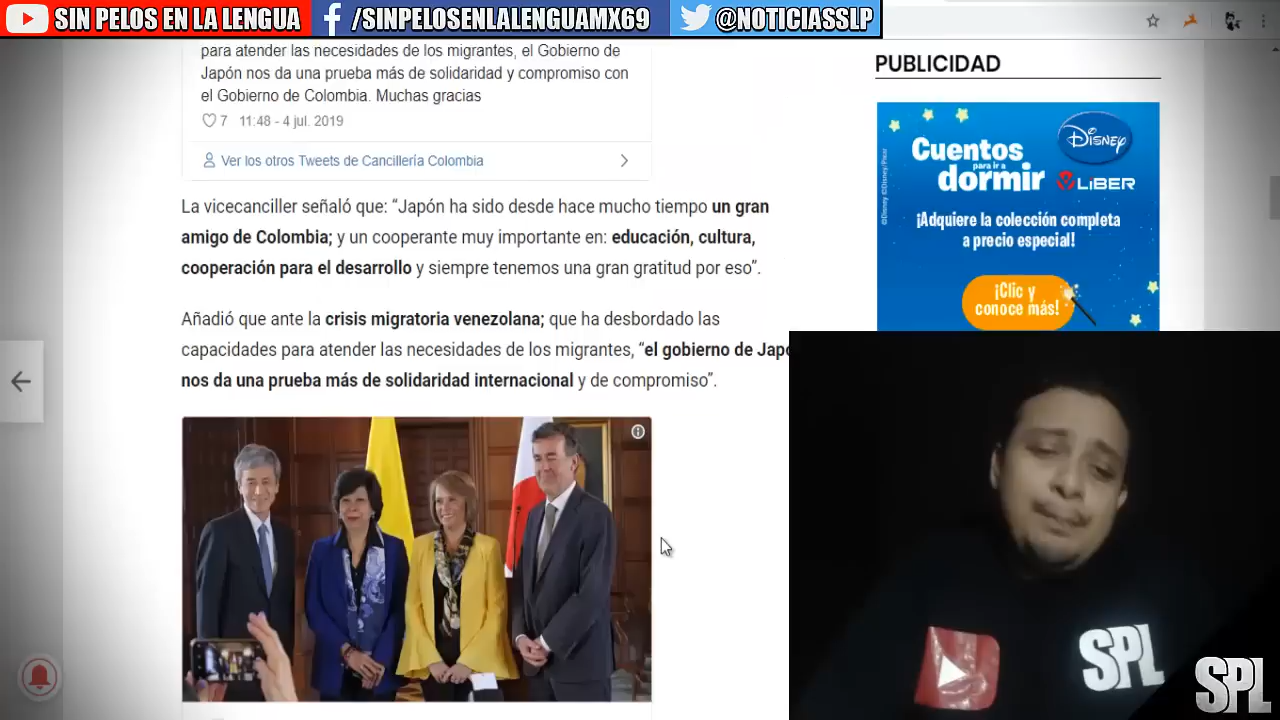 SIN PELOS EN LA LENGUA
/SINPELOSENLALENGUAMX69
@NOTICIASSLP
para atender las necesidades de los migrantes, el Gobierno de
Japón nos da una prueba más de solidaridad y compromiso con
el Gobierno de Colombia. Muchas gracias
7 11:48 - 4 jul. 2019
Ver los otros Tweets de Cancillería Colombia
La vicecanciller señaló que: “Japón ha sido desde hace mucho tiempo un gran
amigo de Colombia; y un cooperante muy importante en: educación, cultura,
cooperación para el desarrollo y siempre tenemos una gran gratitud por eso”.
Añadió que ante la crisis migratoria venezolana; que ha desbordado las
capacidades para atender las necesidades de los migrantes, “el gobierno de Japo
nos da una prueba más de solidaridad internacional y de compromiso”.
PUBLICIDAD
©Disney ©Disney/Pixar
Cuentos
para ir a
dormir
Disney
LIBER
¡Adquiere la colección completa
a precio especial!
¡Clic y
conoce más!
SPL
SPL